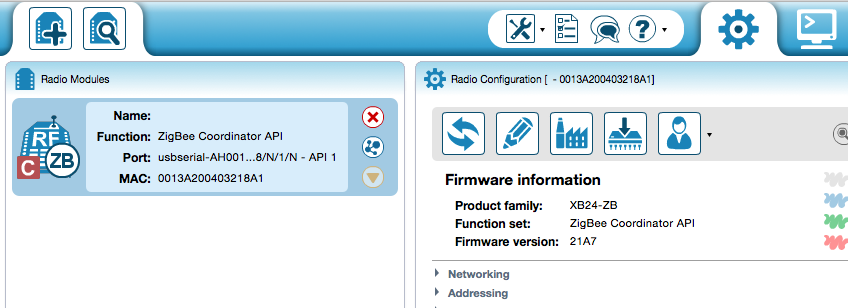 Radio Modules
Name:
Function: ZigBee Coordinator API
Port: usbserial-AH001...8/N/1/N - API 1
MAC: 0013A200403218A1
RF
C
ZB
Radio Configuration [  - 0013A200403218A1]
Firmware information
Product family: XB24-ZB
Function set: ZigBee Coordinator API
Firmware version: 21A7
Networking
Addressing